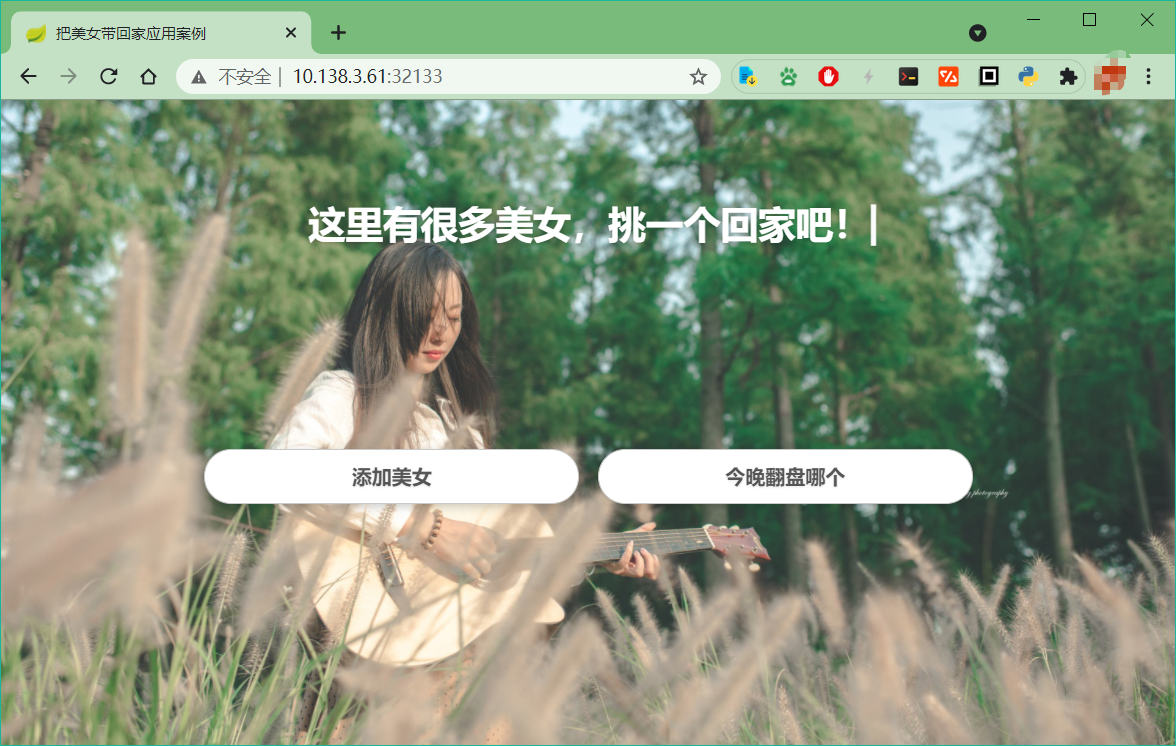 把美女带回家应用案例
不安全 | 10.138.3.61:32133
这里有很多美女，挑一个回家吧！|
添加美女
今晚翻盘哪个
photography